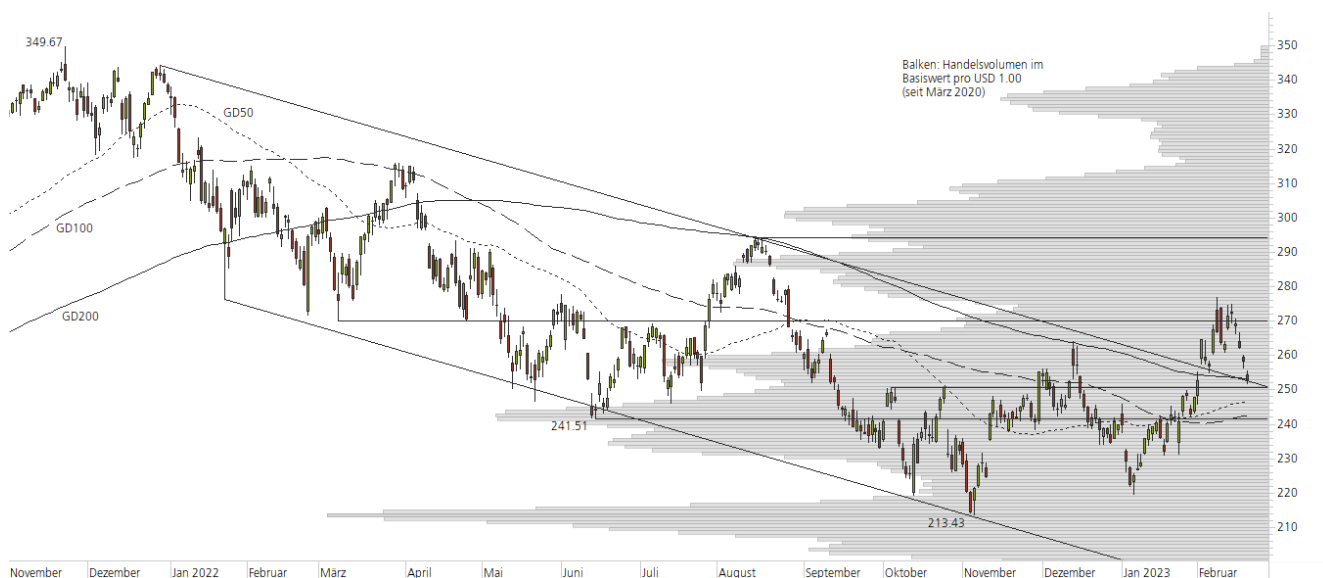 349.67
Balken: Handelsvolumen im
Basiswert pro USD 1.00
(seit März 2020)
GD50
GD100
GD200
241.51
213.43
350
340
330
320
310
300
290
280
270
260
250
240
230
220
210
November Dezember Jan 2022 Februar März April Mai Juni Juli August September Oktober November Dezember Jan 2023 Februar